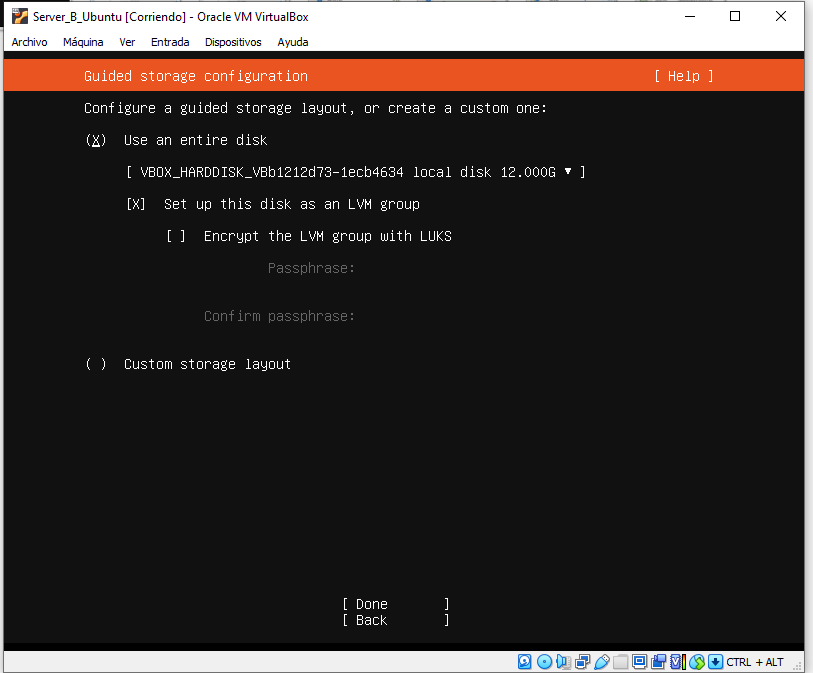 Server_B_Ubuntu [Corriendo] - Oracle VM VirtualBox
Archivo Máquina Ver Entrada Dispositivos Ayuda
Guided storage configuration [ Help ]
Configure a guided storage layout, or create a custom one:
(X) Use an entire disk
[ VBOX_HARDDISK_VBb1212d73-1ecb4634 local disk 12.000G ▾ ]
[X] Set up this disk as an LVM group
[ ] Encrypt the LVM group with LUKS
Passphrase:
Confirm passphrase:
( ) Custom storage layout
[ Done ]
[ Back ]
CTRL + ALT